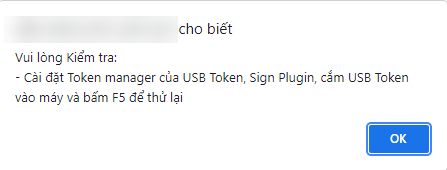 cho biết
Vui lòng Kiểm tra:
- Cài đặt Token manager của USB Token, Sign Plugin, cắm USB Token
vào máy và bấm F5 để thử lại
OK